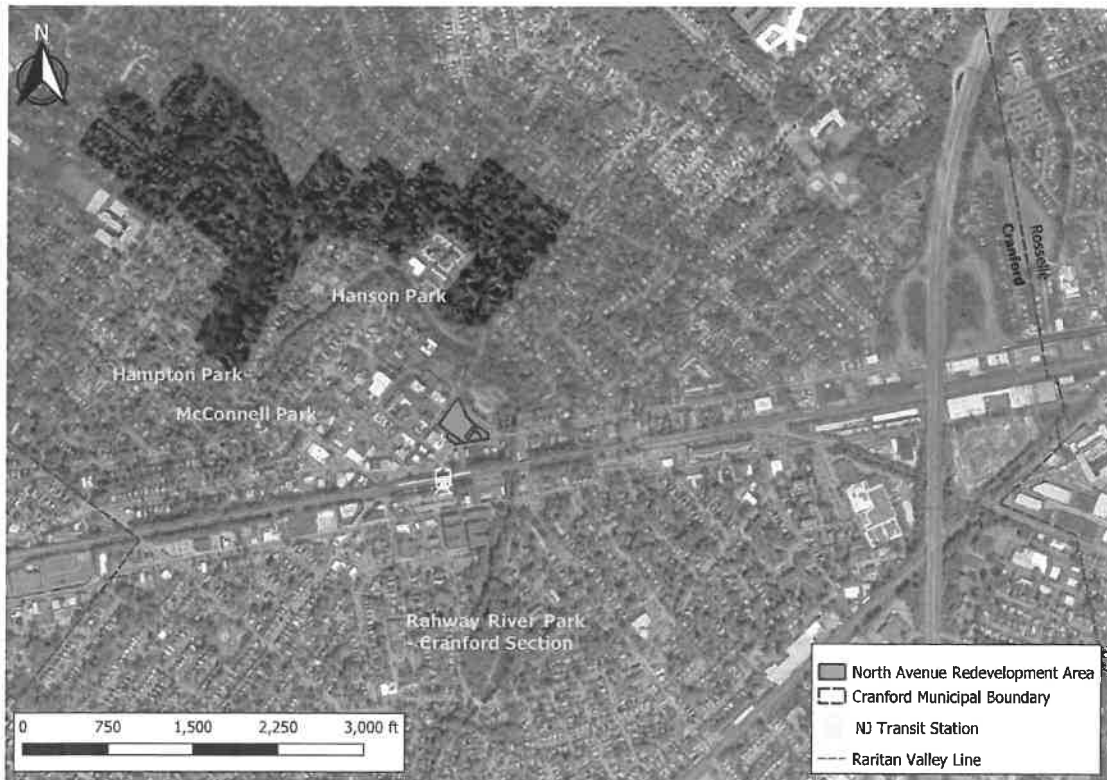 N
Rosselle
Cranford
Hanson Park
Hampton Park
McConnell Park
Rahway River Park
- Cranford Section
0 750 1,500 2,250 3,000 ft
North Avenue Redevelopment Area
Cranford Municipal Boundary
NJ Transit Station
Raritan Valley Line